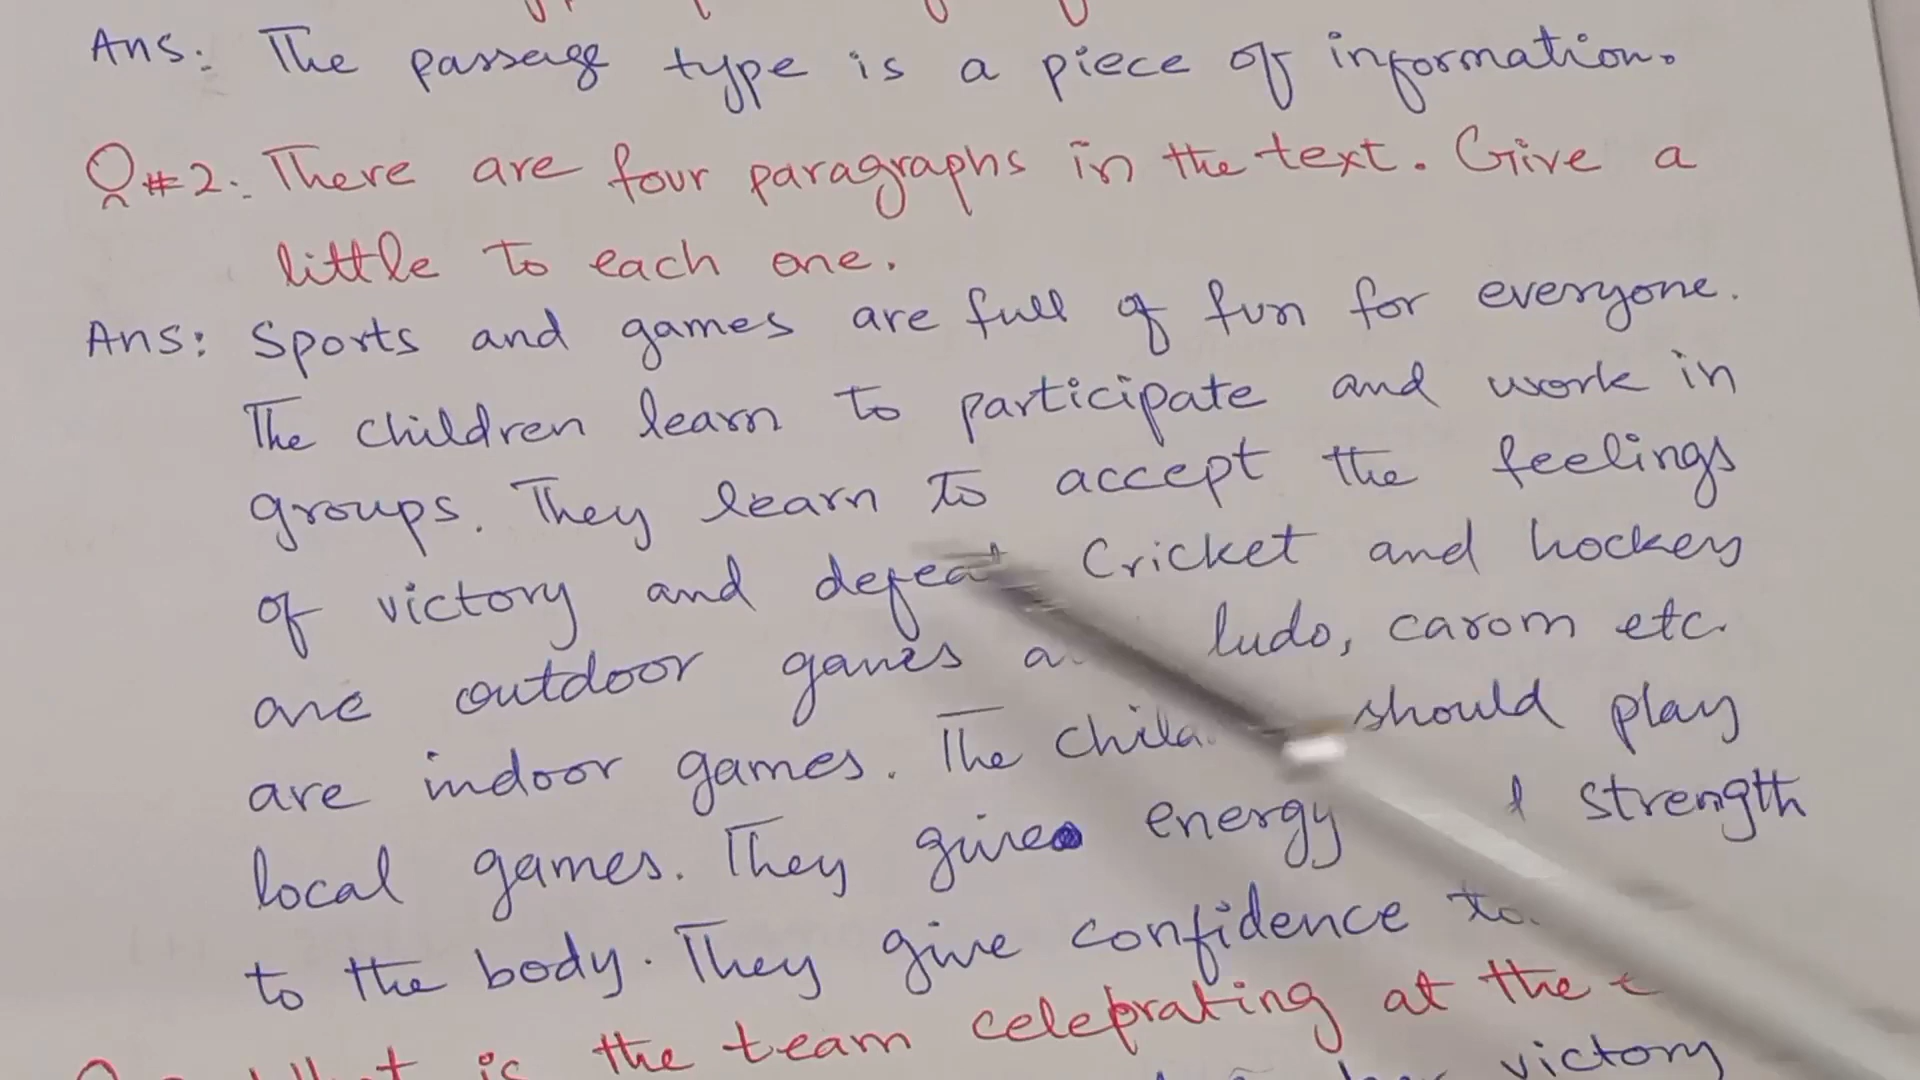 Ans: The passage type is a piece of information.
Q#2: There are four paragraphs in the text. Give a
little to each one.
Ans: Sports and games are full of fun for everyone.
The children learn to participate and work in
groups. They learn to accept the feelings
of victory and defeat Cricket and hockey
are outdoor games ludo, carom etc.
are indoor games. The should play
local games. They give energy strength
to the body. They give confidence to
is the team celebrating at the
victory